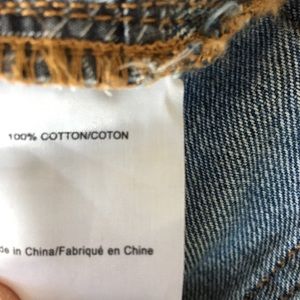 100% COTTON/COTON
de in China/Fabriqué en Chine